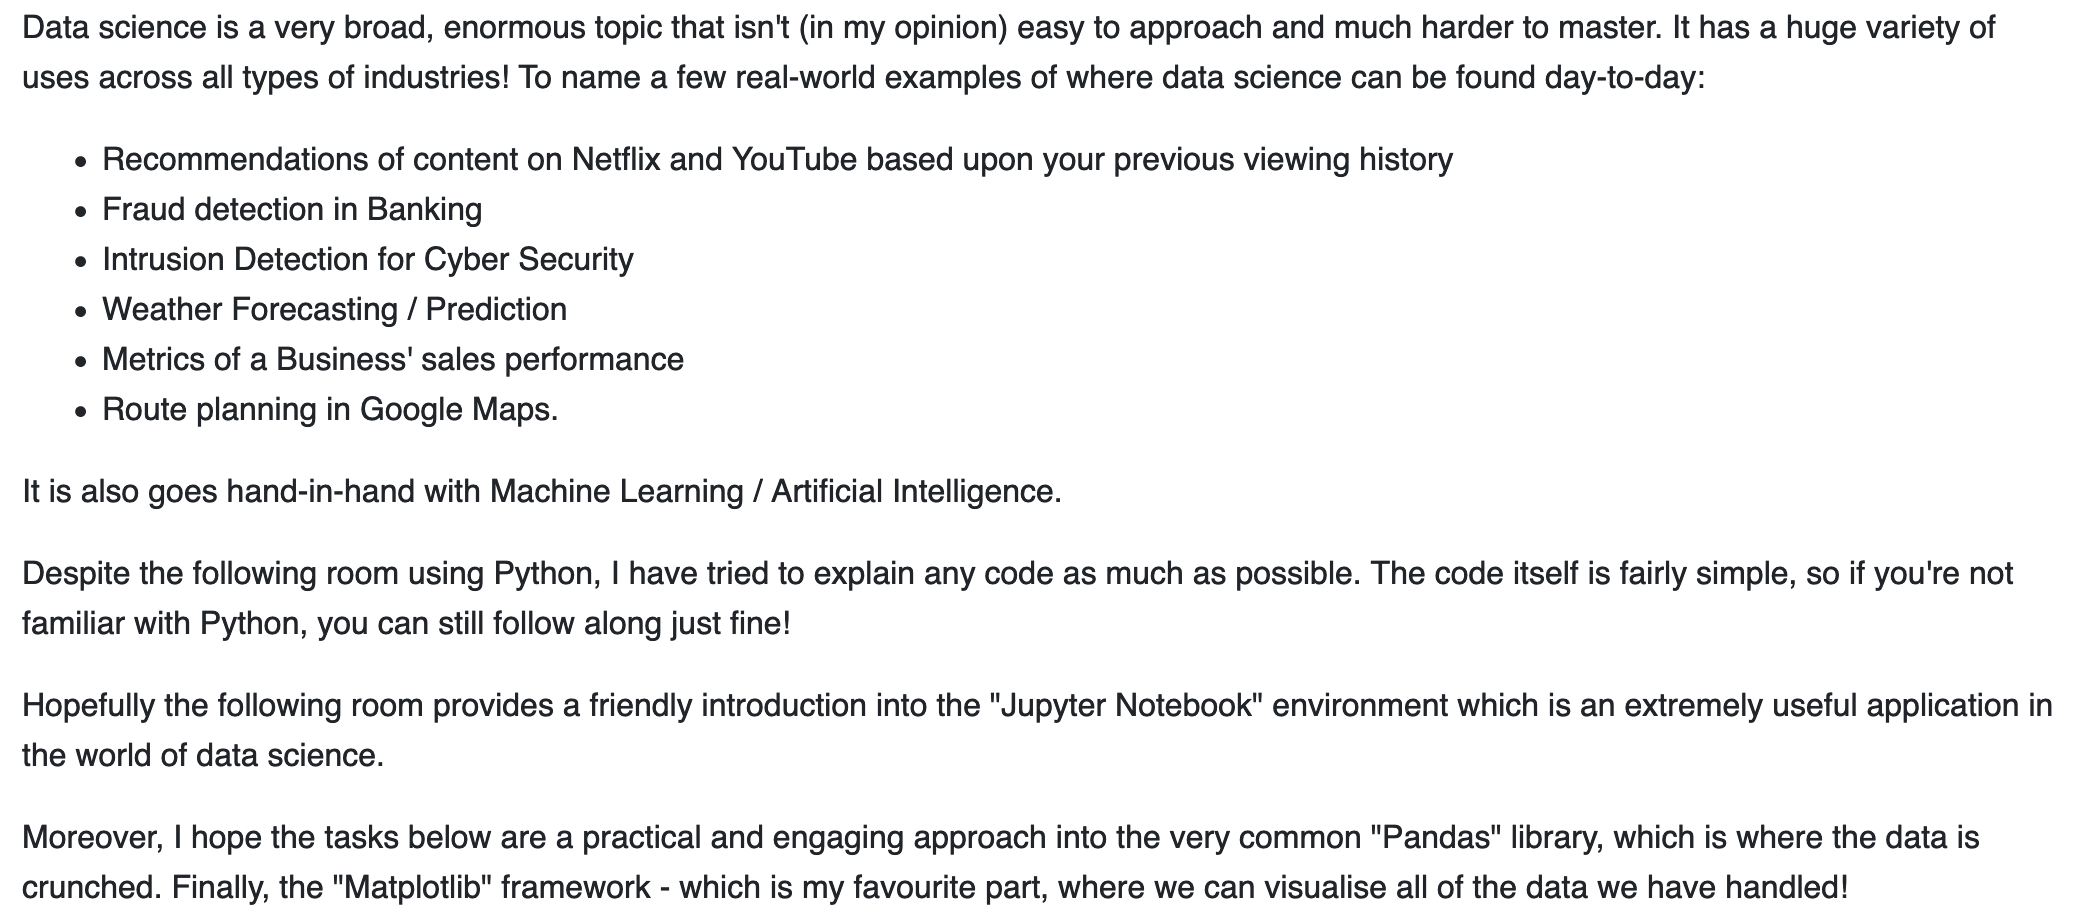 Data science is a very broad, enormous topic that isn't (in my opinion) easy to approach and much harder to master. It has a huge variety of
uses across all types of industries! To name a few real-world examples of where data science can be found day-to-day:
• Recommendations of content on Netflix and YouTube based upon your previous viewing history
• Fraud detection in Banking
• Intrusion Detection for Cyber Security
• Weather Forecasting / Prediction
• Metrics of a Business' sales performance
• Route planning in Google Maps.
It is also goes hand-in-hand with Machine Learning / Artificial Intelligence.
Despite the following room using Python, I have tried to explain any code as much as possible. The code itself is fairly simple, so if you're not
familiar with Python, you can still follow along just fine!
Hopefully the following room provides a friendly introduction into the "Jupyter Notebook" environment which is an extremely useful application in
the world of data science.
Moreover, I hope the tasks below are a practical and engaging approach into the very common "Pandas" library, which is where the data is
crunched. Finally, the "Matplotlib" framework - which is my favourite part, where we can visualise all of the data we have handled!